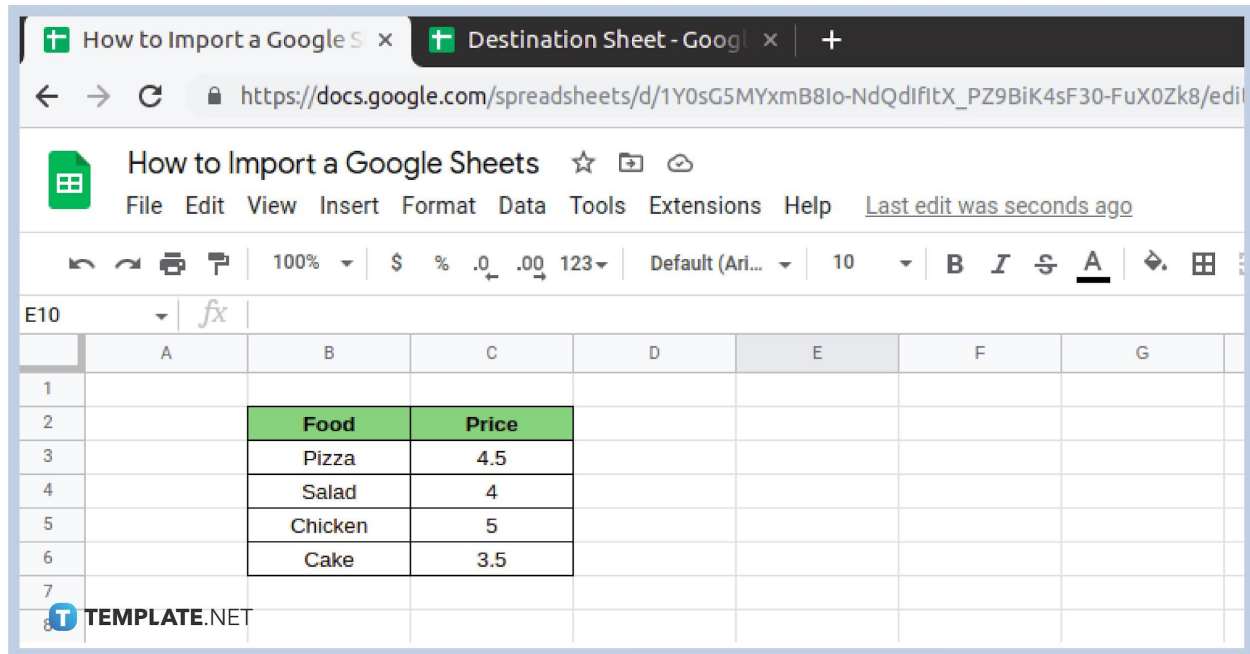 How to Import a Google S × Destination Sheet - Googl × +
https://docs.google.com/spreadsheets/d/1Y0sG5MYxmB8Io-NdQdIfItX_PZ9BiK4sF30-FuX0Zk8/edit
How to Import a Google Sheets
File Edit View Insert Format Data Tools Extensions Help Last edit was seconds ago
100% $ % .0 .00 123 Default (Ari... 10 B I S A
E10 fx
A B C D E F G
1
2 Food Price
3 Pizza 4.5
4 Salad 4
5 Chicken 5
6 Cake 3.5
7
8
T TEMPLATE.NET